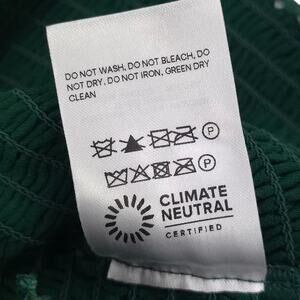 DO NOT WASH, DO NOT BLEACH, DO
NOT DRY, DO NOT IRON, GREEN DRY
CLEAN
P
P
CLIMATE
NEUTRAL
CERTIFIED